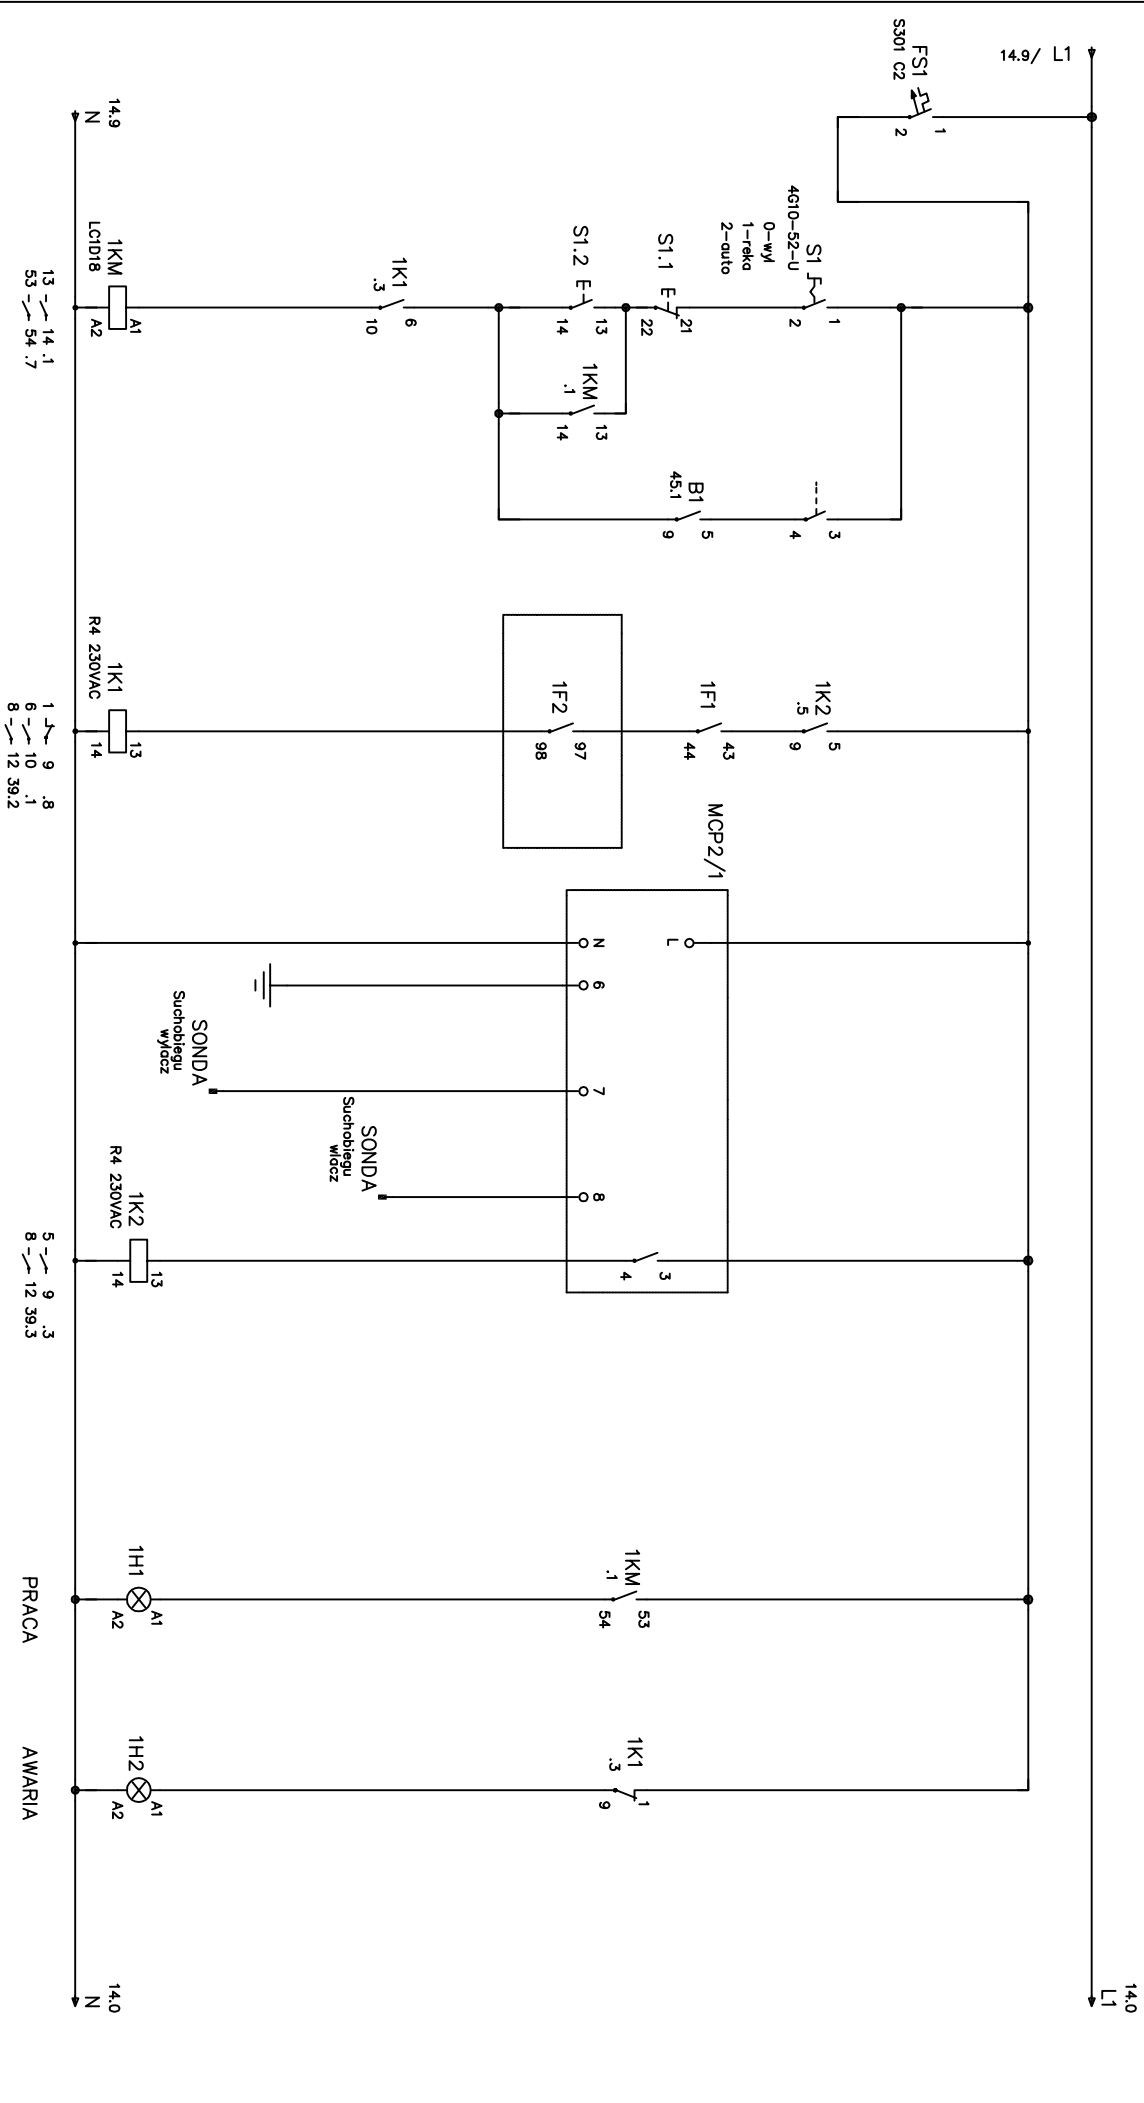 14.9/ L1
14.0
L1
FS1
S301 C2
1
2
S1
4G10-52-U
0-wyl
1-reka
2-auto
1
2
3
4
S1.1
21
22
B1
45.1
5
9
S1.2
13
14
1KM
.1
13
14
1K1
.3
6
10
1KM
LC1D18
A1
A2
13 14 .1
53 54 .7
1K2
.5
5
9
1F1
43
44
1F2
97
98
1K1
R4 230VAC
13
14
1 9 .8
6 10 .1
8 12 39.2
MCP2/1
L
N
6
7
8
3
4
SONDA
Suchobiegu
wyłacz
SONDA
Suchobiegu
włacz
1K2
R4 230VAC
13
14
5 9 .3
8 12 39.3
1KM
.1
53
54
1H1
A1
A2
PRACA
1K1
.3
1
9
1H2
A1
A2
AWARIA
14.9
N
14.0
N